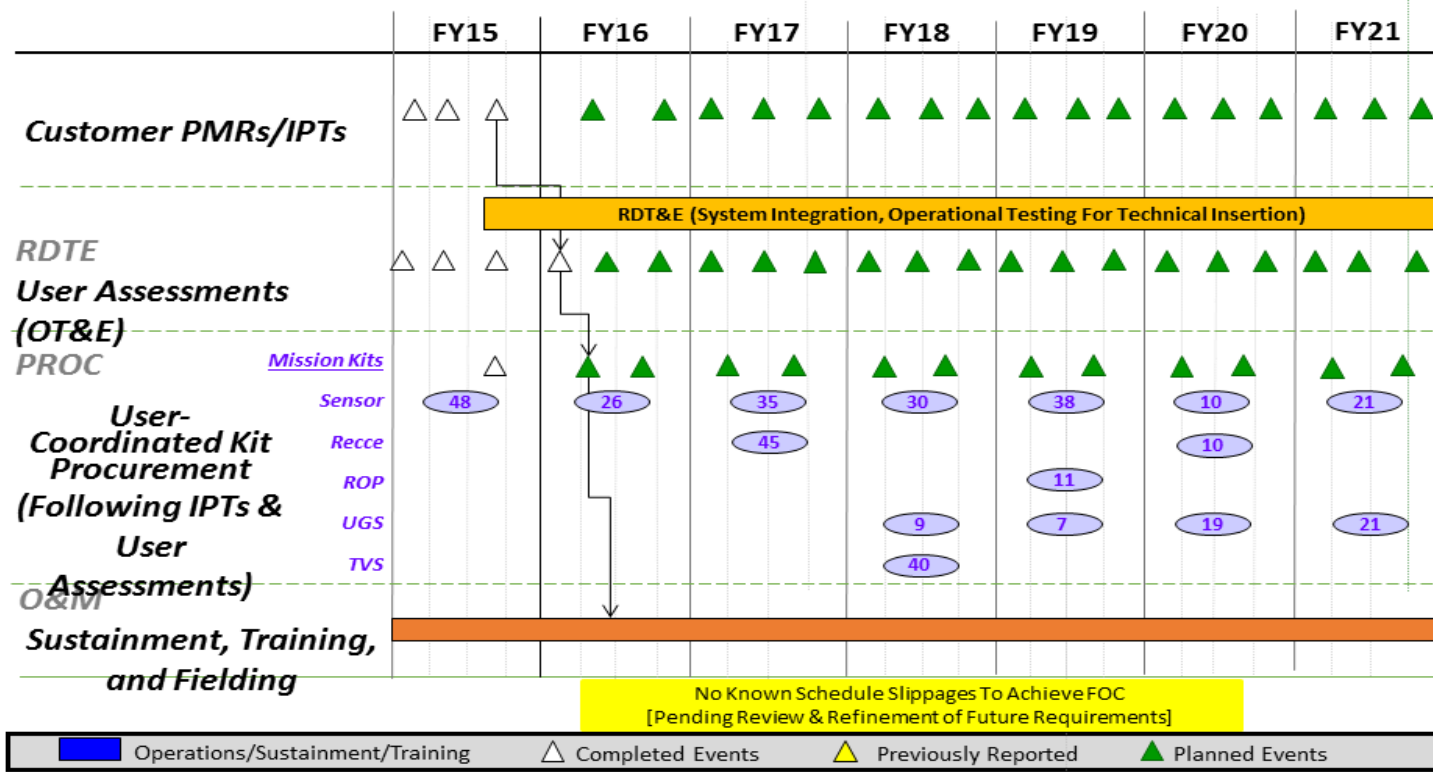 FY15 FY16 FY17 FY18 FY19 FY20 FY21
Customer PMRs/IPTs
RDT&E (System Integration, Operational Testing For Technical Insertion)
RDTE
User Assessments
(OT&E)
PROC
Mission Kits
User-
Coordinated Kit
Procurement
(Following IPTs &
User
Assessments)
Sensor 48 26 35 30 38 10 21
Recce 45 10
ROP 11
UGS 9 7 19 21
TVS 40
O&M
Sustainment, Training,
and Fielding
No Known Schedule Slippages To Achieve FOC
[Pending Review & Refinement of Future Requirements]
Operations/Sustainment/Training Completed Events Previously Reported Planned Events